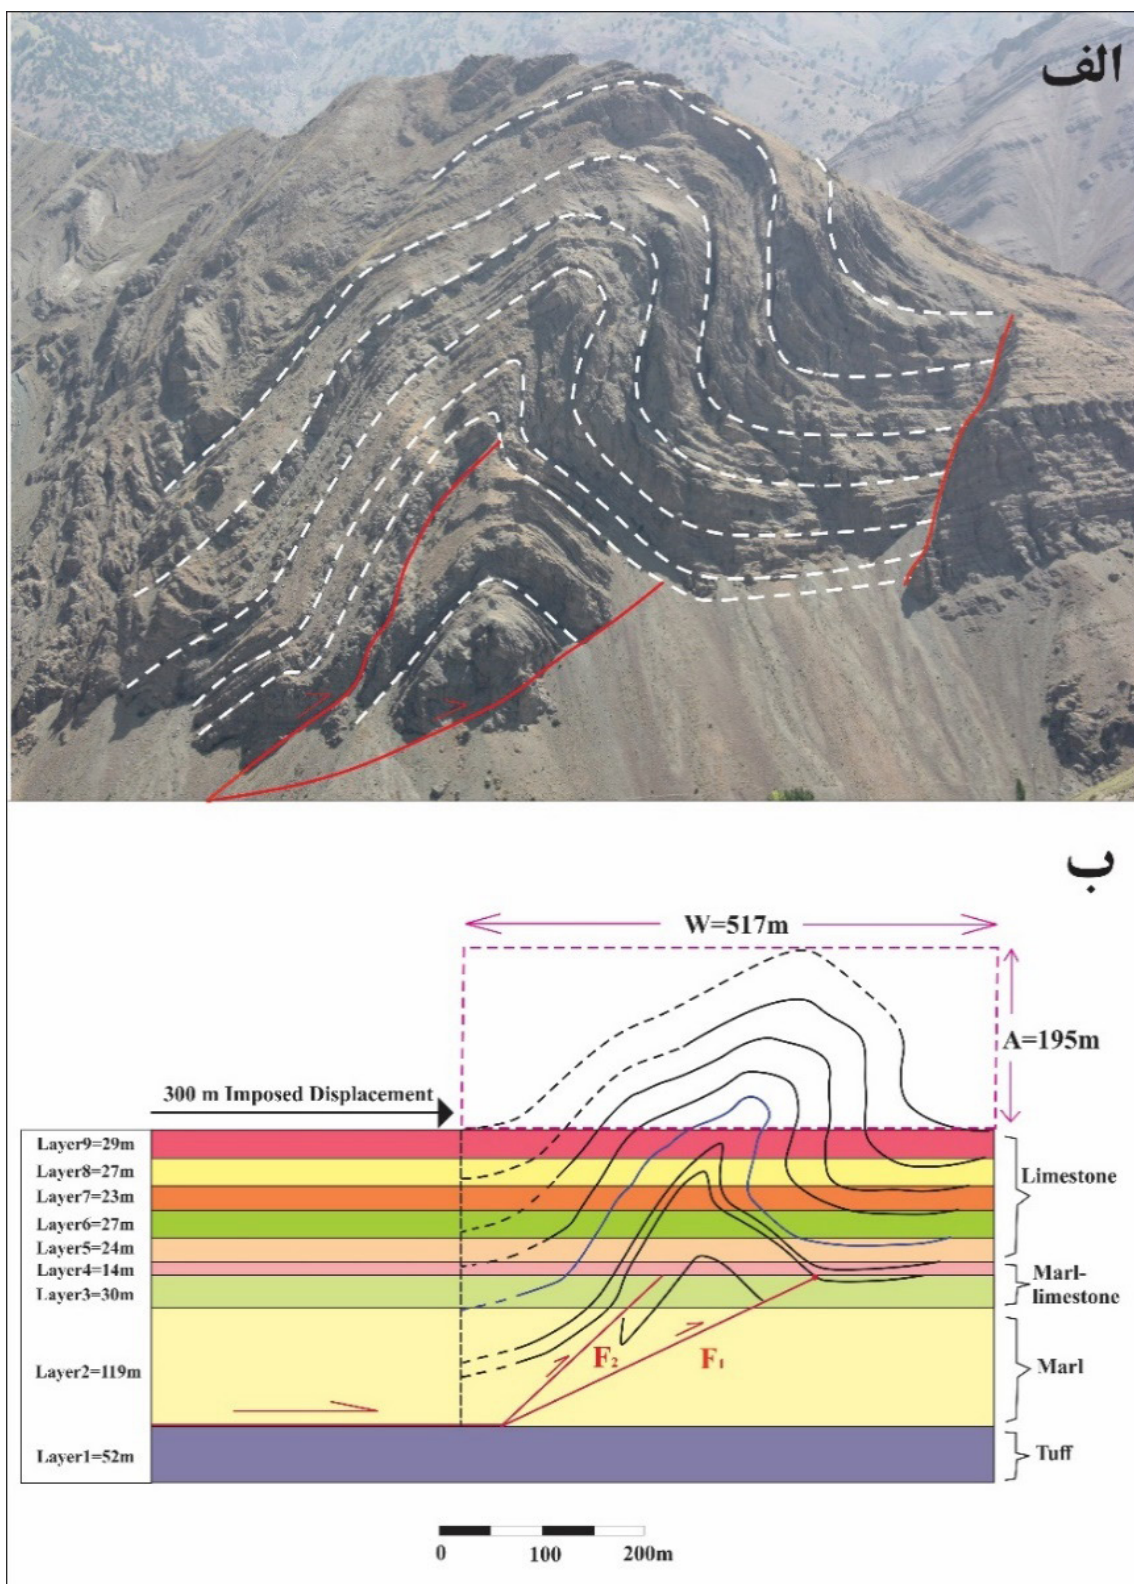 الف
ب
W=517m
A=195m
300 m Imposed Displacement
Layer9=29m
Layer8=27m
Layer7=23m
Layer6=27m
Layer5=24m
Layer4=14m
Layer3=30m
Layer2=119m
Layer1=52m
Limestone
Marl-
limestone
Marl
Tuff
F2
F1
0 100 200m